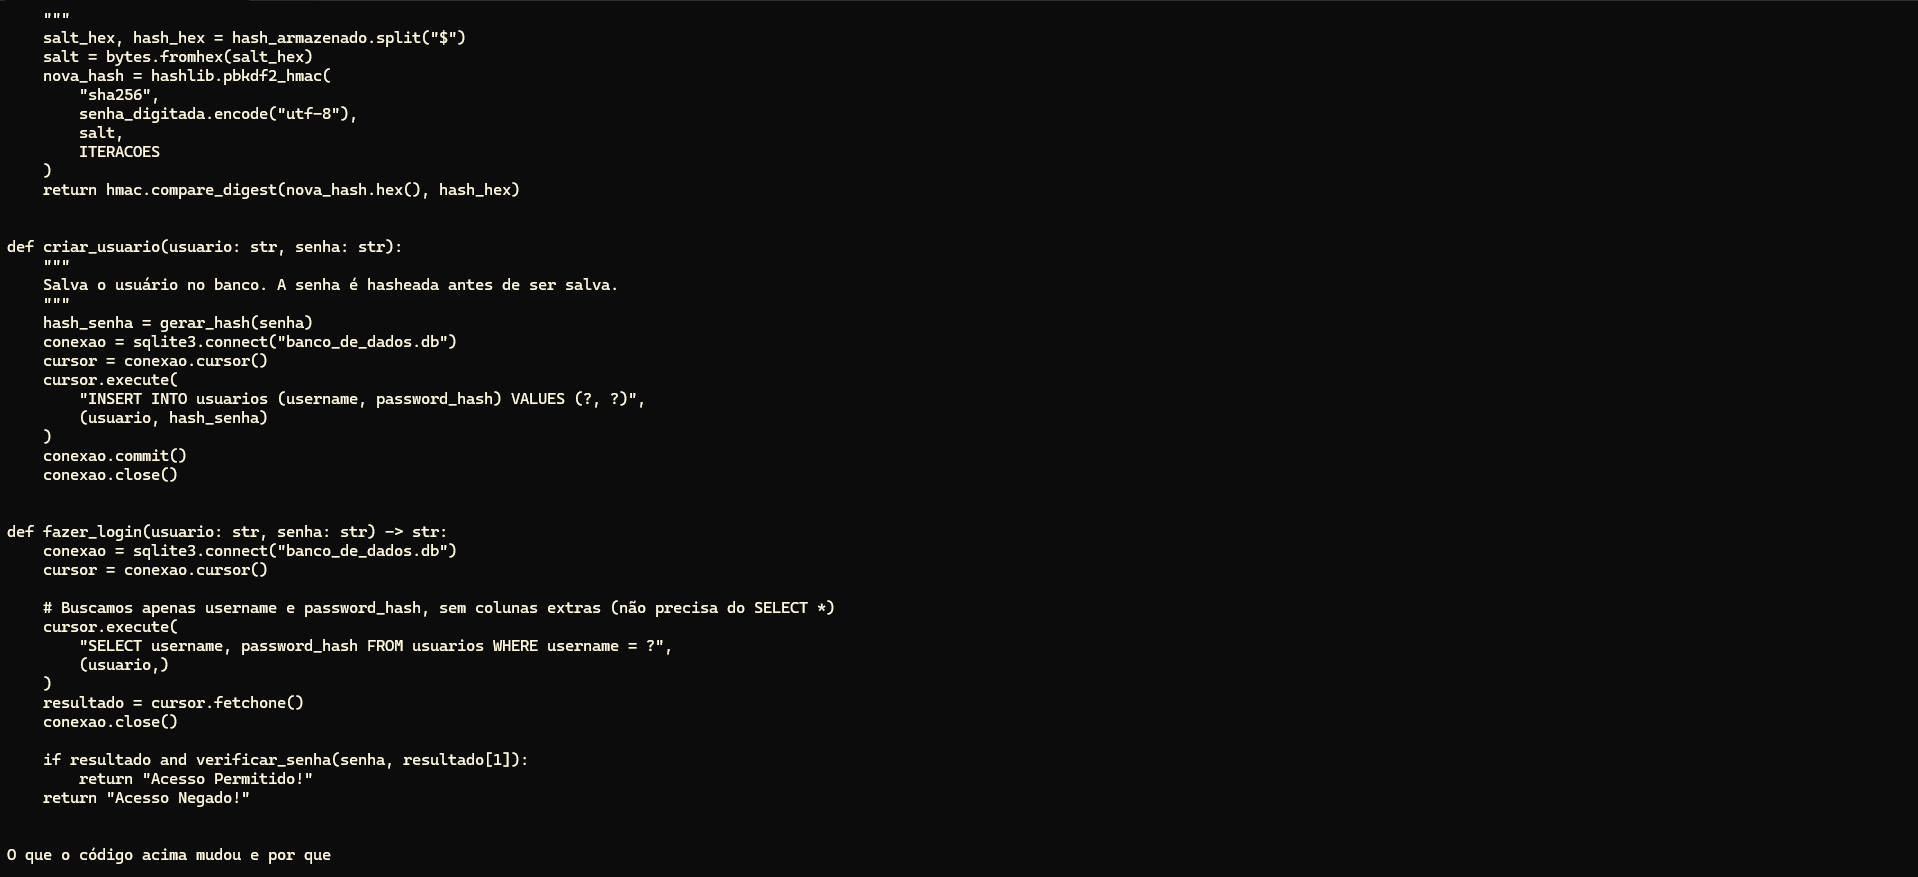 """
salt_hex, hash_hex = hash_armazenado.split("$")
salt = bytes.fromhex(salt_hex)
nova_hash = hashlib.pbkdf2_hmac(
"sha256",
senha_digitada.encode("utf-8"),
salt,
ITERACOES
)
return hmac.compare_digest(nova_hash.hex(), hash_hex)
def criar_usuario(usuario: str, senha: str):
"""
Salva o usuário no banco. A senha é hasheada antes de ser salva.
"""
hash_senha = gerar_hash(senha)
conexao = sqlite3.connect("banco_de_dados.db")
cursor = conexao.cursor()
cursor.execute(
"INSERT INTO usuarios (username, password_hash) VALUES (?, ?)",
(usuario, hash_senha)
)
conexao.commit()
conexao.close()
def fazer_login(usuario: str, senha: str) -> str:
conexao = sqlite3.connect("banco_de_dados.db")
cursor = conexao.cursor()
# Buscamos apenas username e password_hash, sem colunas extras (não precisa do SELECT *)
cursor.execute(
"SELECT username, password_hash FROM usuarios WHERE username = ?",
(usuario,)
)
resultado = cursor.fetchone()
conexao.close()
if resultado and verificar_senha(senha, resultado[1]):
return "Acesso Permitido!"
return "Acesso Negado!"
O que o código acima mudou e por que